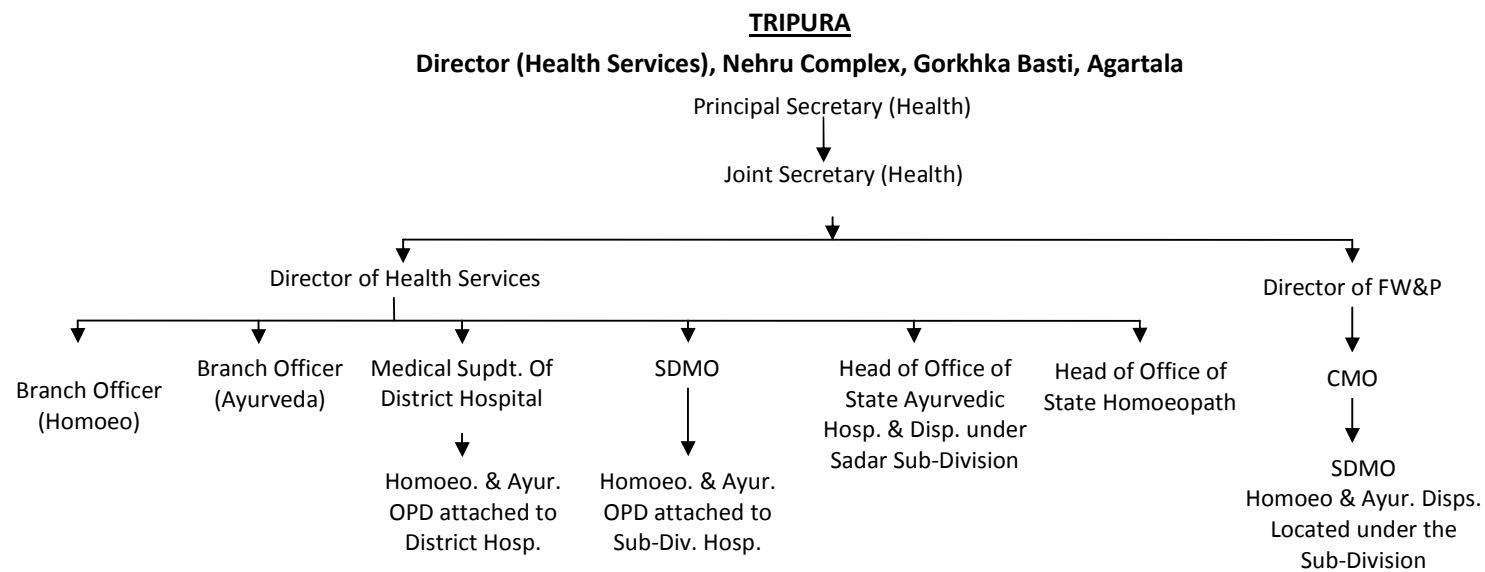 TRIPURA
Director (Health Services), Nehru Complex, Gorkhka Basti, Agartala
Principal Secretary (Health)
Joint Secretary (Health)
Director of Health Services
Director of FW&P
Branch Officer
(Homoeo)
Branch Officer
(Ayurveda)
Medical Supdt. Of
District Hospital
Homoeo. & Ayur.
OPD attached to
District Hosp.
SDMO
Homoeo. & Ayur.
OPD attached to
Sub-Div. Hosp.
Head of Office of
State Ayurvedic
Hosp. & Disp. under
Sadar Sub-Division
Head of Office of
State Homoeopath
CMO
SDMO
Homoeo & Ayur. Disps.
Located under the
Sub-Division